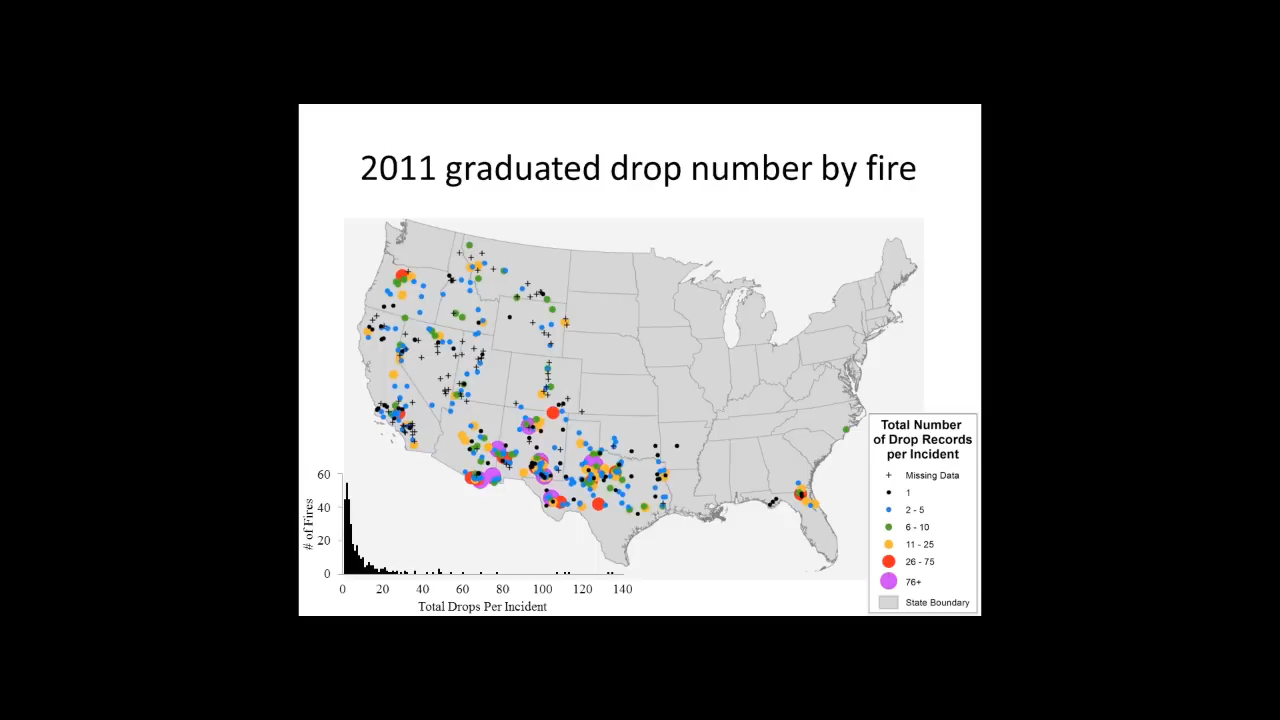 2011 graduated drop number by fire
Total Number
of Drop Records
per Incident
Missing Data
1
2 - 5
6 - 10
11 - 25
26 - 75
76+
State Boundary
# of Fires
60
40
20
0
0 20 40 60 80 100 120 140
Total Drops Per Incident